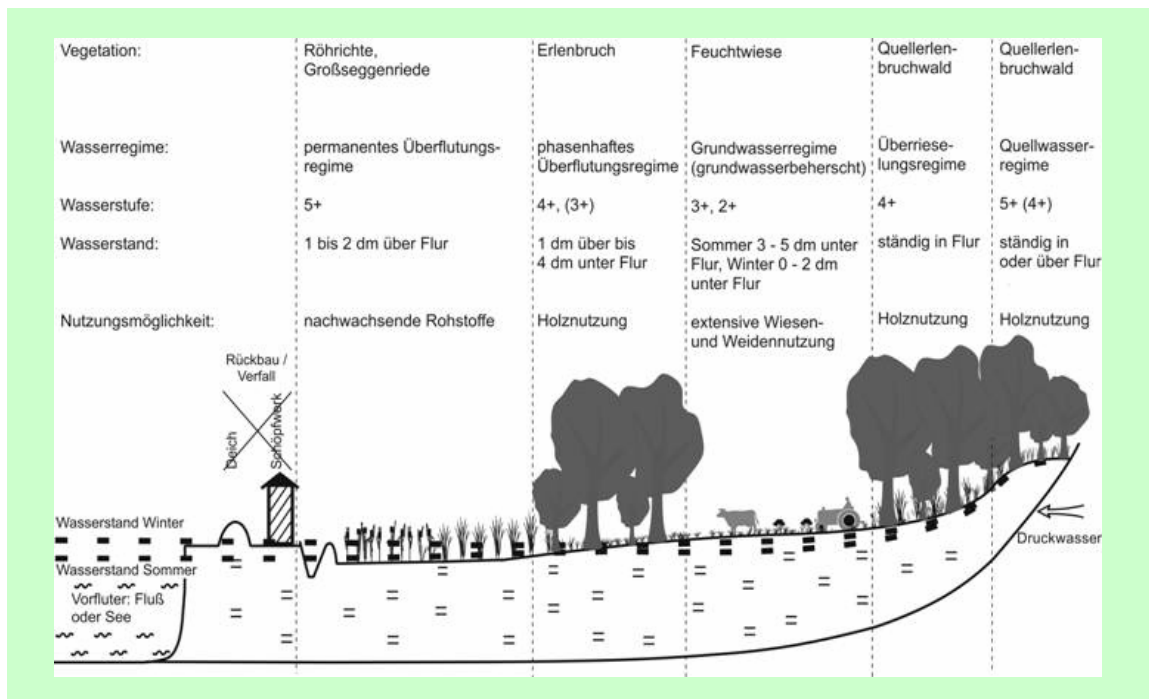 Vegetation:
Röhrichte,
Großseggenriede
Erlenbruch
Feuchtwiese
Quellerlen-
bruchwald
Quellerlen-
bruchwald
Wasserregime:
permanentes Überflutungs-
regime
phasenhaftes
Überflutungsregime
Grundwasserregime
(grundwasserbeherscht)
Überriese-
lungsregime
Quellwasser-
regime
Wasserstufe:
5+
4+, (3+)
3+, 2+
4+
5+ (4+)
Wasserstand:
1 bis 2 dm über Flur
1 dm über bis
4 dm unter Flur
Sommer 3 - 5 dm unter
Flur, Winter 0 - 2 dm
unter Flur
ständig in Flur
ständig in
oder über Flur
Nutzungsmöglichkeit:
nachwachsende Rohstoffe
Holznutzung
extensive Wiesen-
und Weidennutzung
Holznutzung
Holznutzung
Rückbau /
Verfall
Deich
Schöpfwerk
Wasserstand Winter
Wasserstand Sommer
Vorfluter: Fluß
oder See
Druckwasser